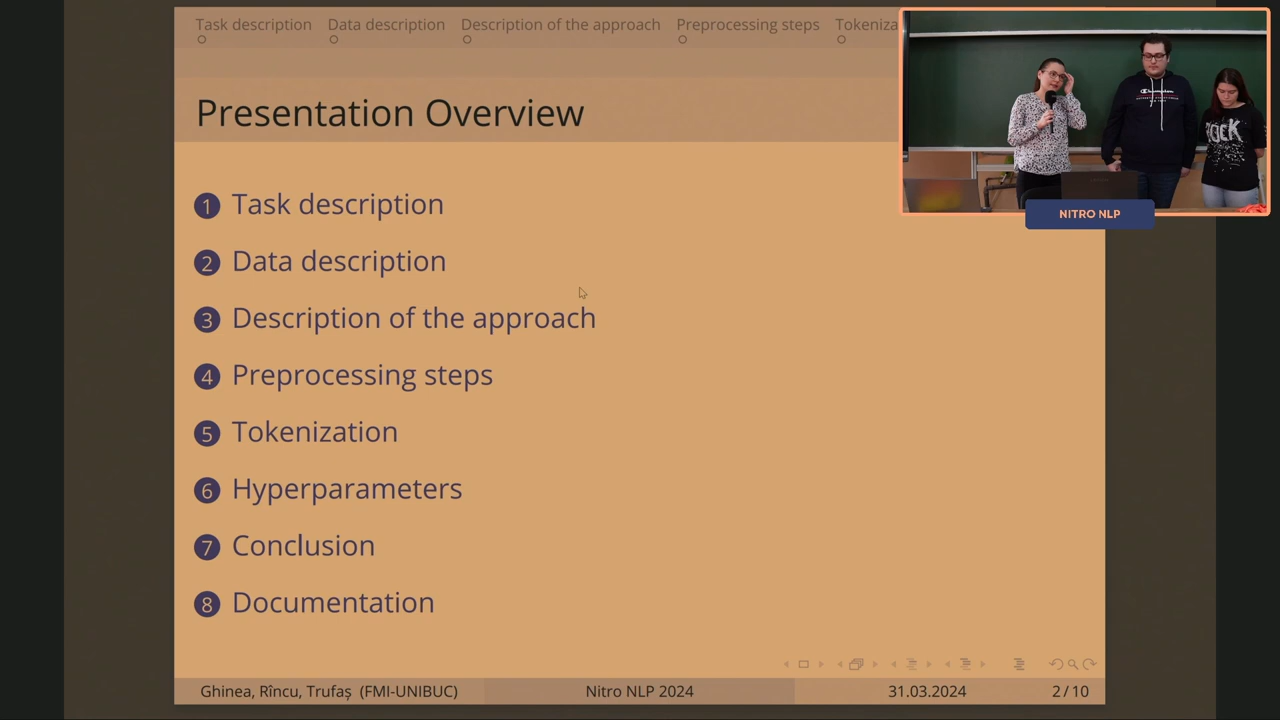 Task description Data description Description of the approach Preprocessing steps Tokeniza
Presentation Overview
1 Task description
2 Data description
3 Description of the approach
4 Preprocessing steps
5 Tokenization
6 Hyperparameters
7 Conclusion
8 Documentation
Ghinea, Rîncu, Trufaș (FMI-UNIBUC) Nitro NLP 2024 31.03.2024 2 / 10
Champion
NITRO NLP